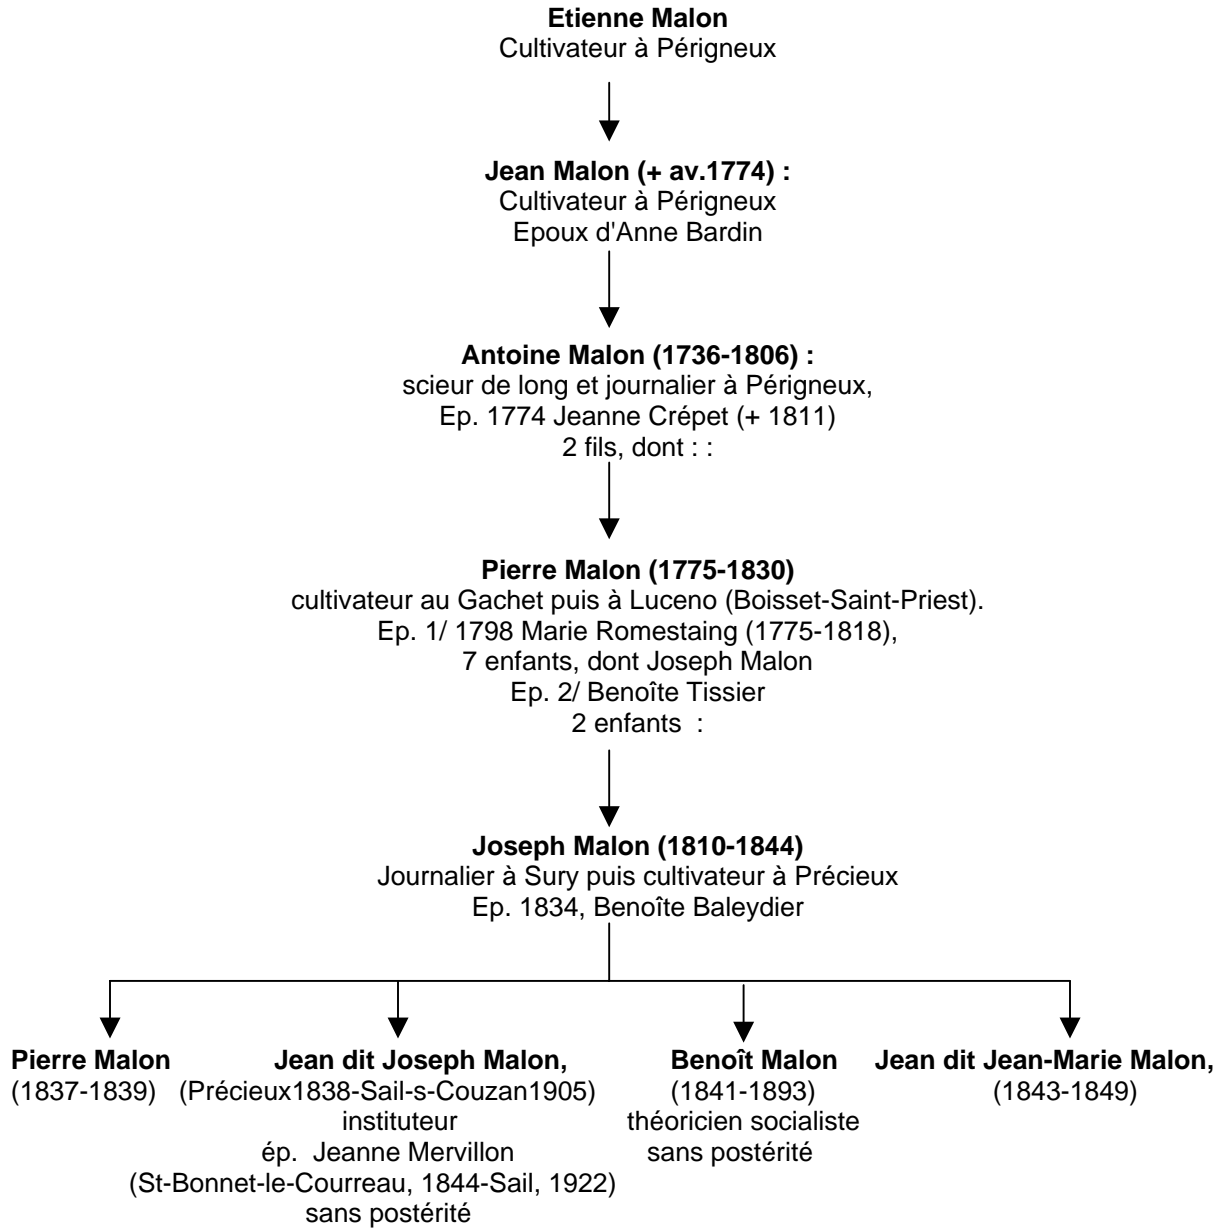 Etienne Malon
Cultivateur à Périgneux
Jean Malon (+ av.1774) :
Cultivateur à Périgneux
Epoux d'Anne Bardin
Antoine Malon (1736-1806) :
scieur de long et journalier à Périgneux,
Ep. 1774 Jeanne Crépet (+ 1811)
2 fils, dont : :
Pierre Malon (1775-1830)
cultivateur au Gachet puis à Luceno (Boisset-Saint-Priest).
Ep. 1/ 1798 Marie Romestaing (1775-1818),
7 enfants, dont Joseph Malon
Ep. 2/ Benoîte Tissier
2 enfants  :
Joseph Malon (1810-1844)
Journalier à Sury puis cultivateur à Précieux
Ep. 1834, Benoîte Baleydier
Pierre Malon
(1837-1839)
Jean dit Joseph Malon,
(Précieux1838-Sail-s-Couzan1905)
instituteur
ép.  Jeanne Mervillon
(St-Bonnet-le-Courreau, 1844-Sail, 1922)
sans postérité
Benoît Malon
(1841-1893)
théoricien socialiste
sans postérité
Jean dit Jean-Marie Malon,
(1843-1849)